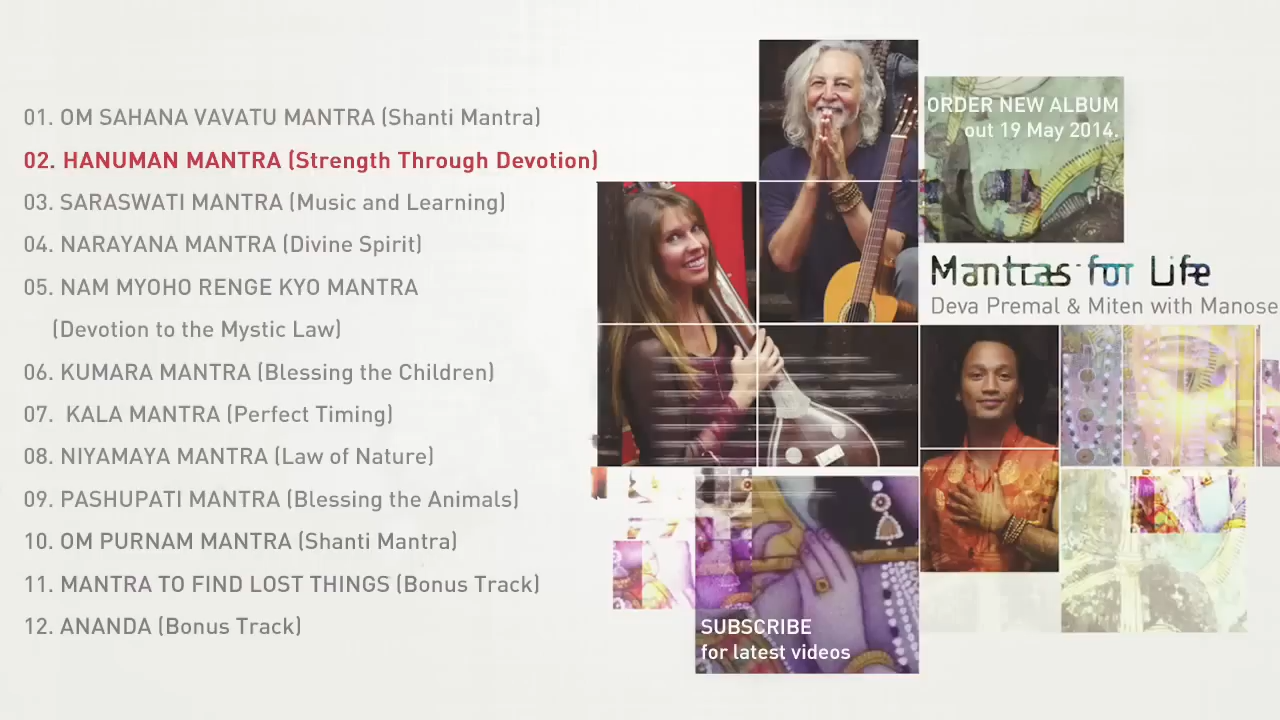 01. OM SAHANA VAVATU MANTRA (Shanti Mantra)
02. HANUMAN MANTRA (Strength Through Devotion)
03. SARASWATI MANTRA (Music and Learning)
04. NARAYANA MANTRA (Divine Spirit)
05. NAM MYOHO RENGE KYO MANTRA
(Devotion to the Mystic Law)
06. KUMARA MANTRA (Blessing the Children)
07. KALA MANTRA (Perfect Timing)
08. NIYAMAYA MANTRA (Law of Nature)
09. PASHUPATI MANTRA (Blessing the Animals)
10. OM PURNAM MANTRA (Shanti Mantra)
11. MANTRA TO FIND LOST THINGS (Bonus Track)
12. ANANDA (Bonus Track)
ORDER NEW ALBUM
out 19 May 2014.
Mantras for Life
Deva Premal & Miten with Manose
SUBSCRIBE
for latest videos